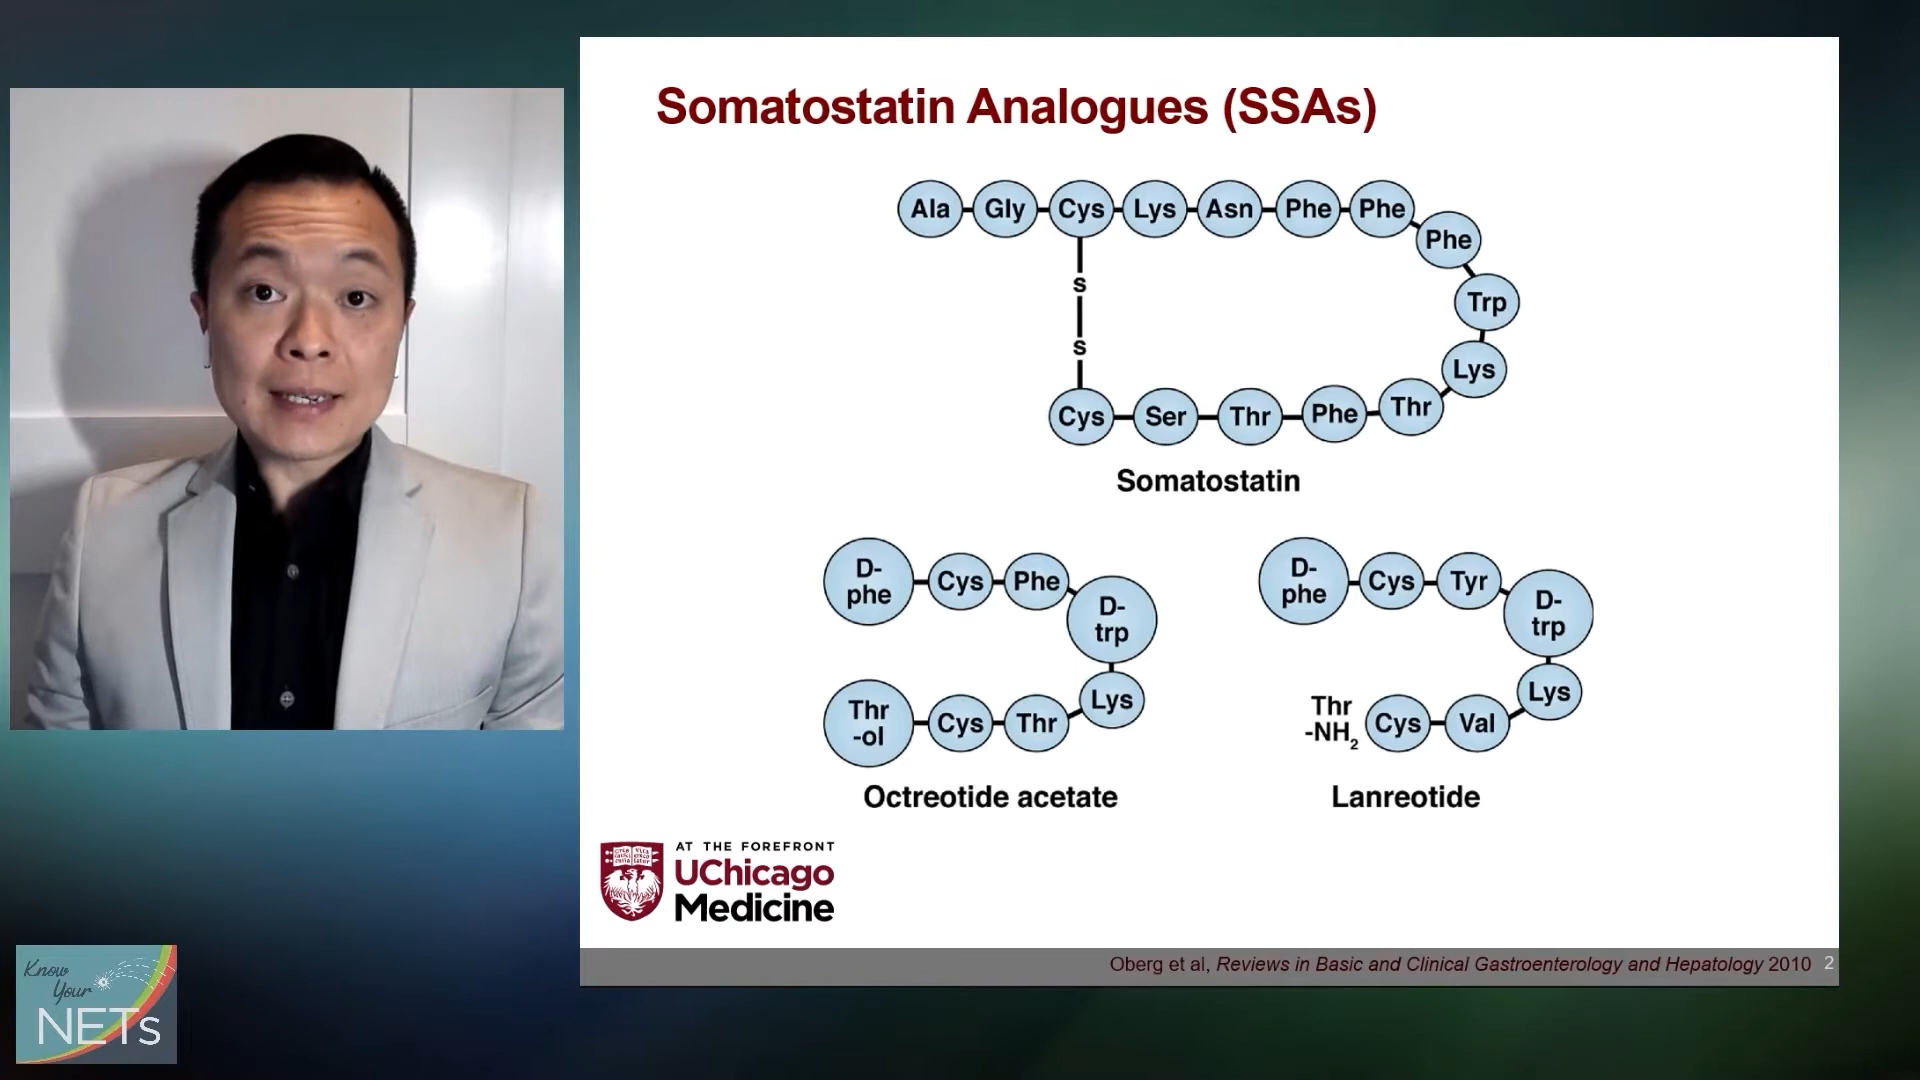 Somatostatin Analogues (SSAs)
Ala Gly Cys Lys Asn Phe Phe
Phe
Trp
Lys
Thr
Phe
Thr
Ser
Cys
S
S
Somatostatin
D-
phe
Cys Phe
D-
trp
Lys
Thr
Cys
Thr
-ol
Octreotide acetate
D-
phe
Cys Tyr
D-
trp
Lys
Val
Cys
Thr
-NH2
Lanreotide
AT THE FOREFRONT
UChicago
Medicine
Oberg et al, Reviews in Basic and Clinical Gastroenterology and Hepatology 2010 2
Know
Your
NETs